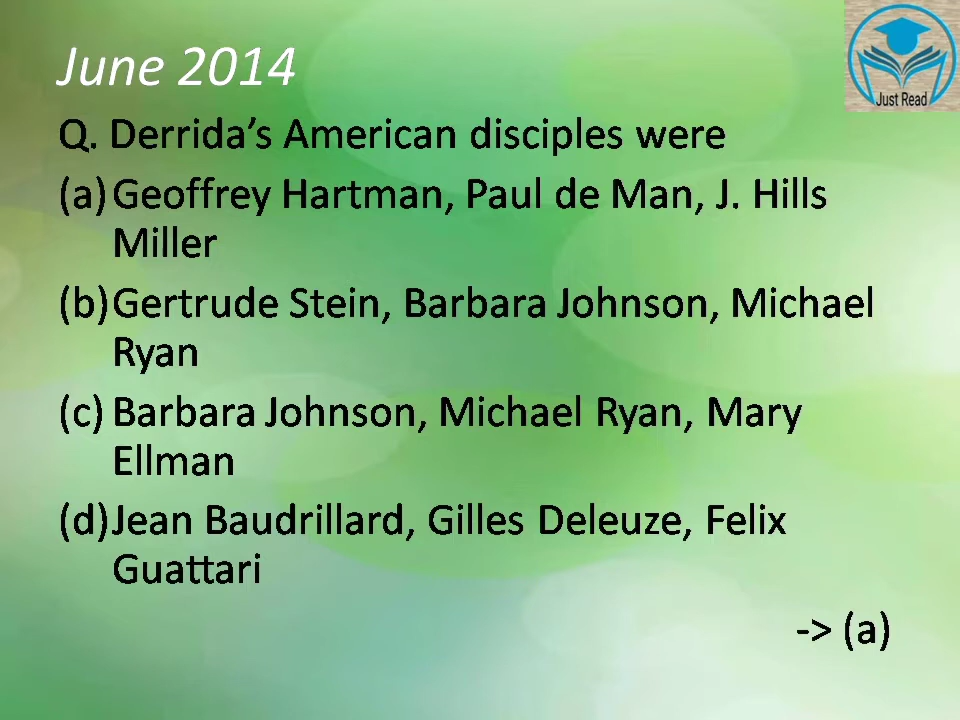 June 2014
Just Read
Q. Derrida’s American disciples were
(a) Geoffrey Hartman, Paul de Man, J. Hills
Miller
(b) Gertrude Stein, Barbara Johnson, Michael
Ryan
(c) Barbara Johnson, Michael Ryan, Mary
Ellman
(d) Jean Baudrillard, Gilles Deleuze, Felix
Guattari
-> (a)